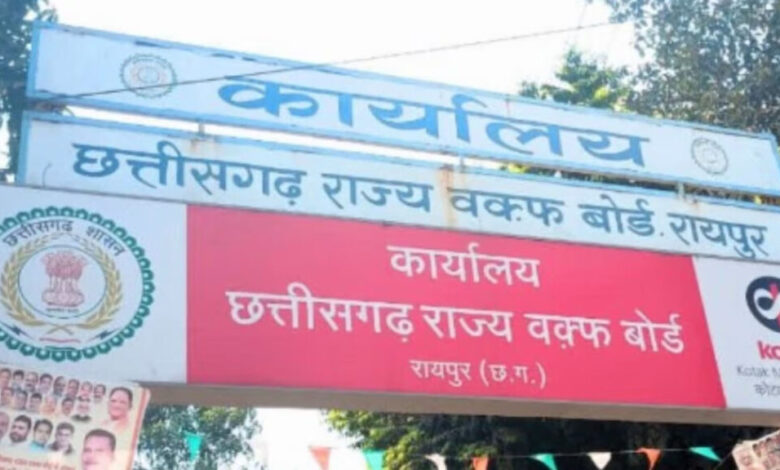 कार्यालय
छत्तीसगढ़ राज्य वक्फ बोर्ड. रायपुर
छत्तीसगढ़ शासन
कार्यालय
छत्तीसगढ़ राज्य वक़्फ बोर्ड
रायपुर (छ.ग.)